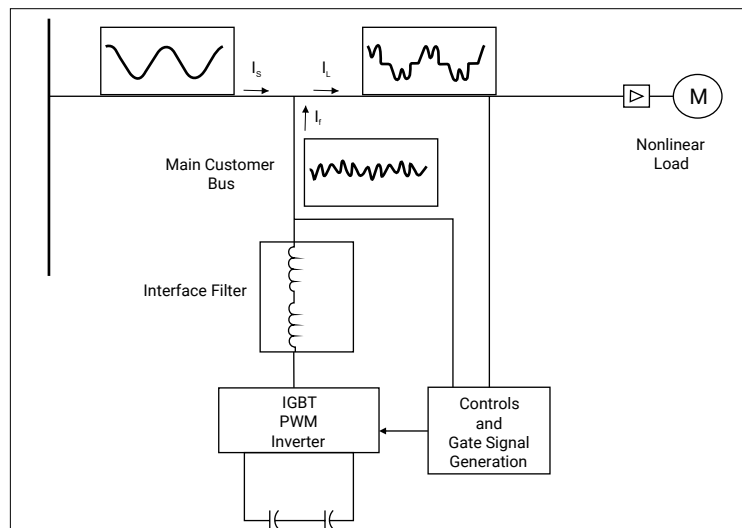 I_S
I_L
I_f
M
Nonlinear
Load
Main Customer
Bus
Interface Filter
IGBT
PWM
Inverter
Controls
and
Gate Signal
Generation